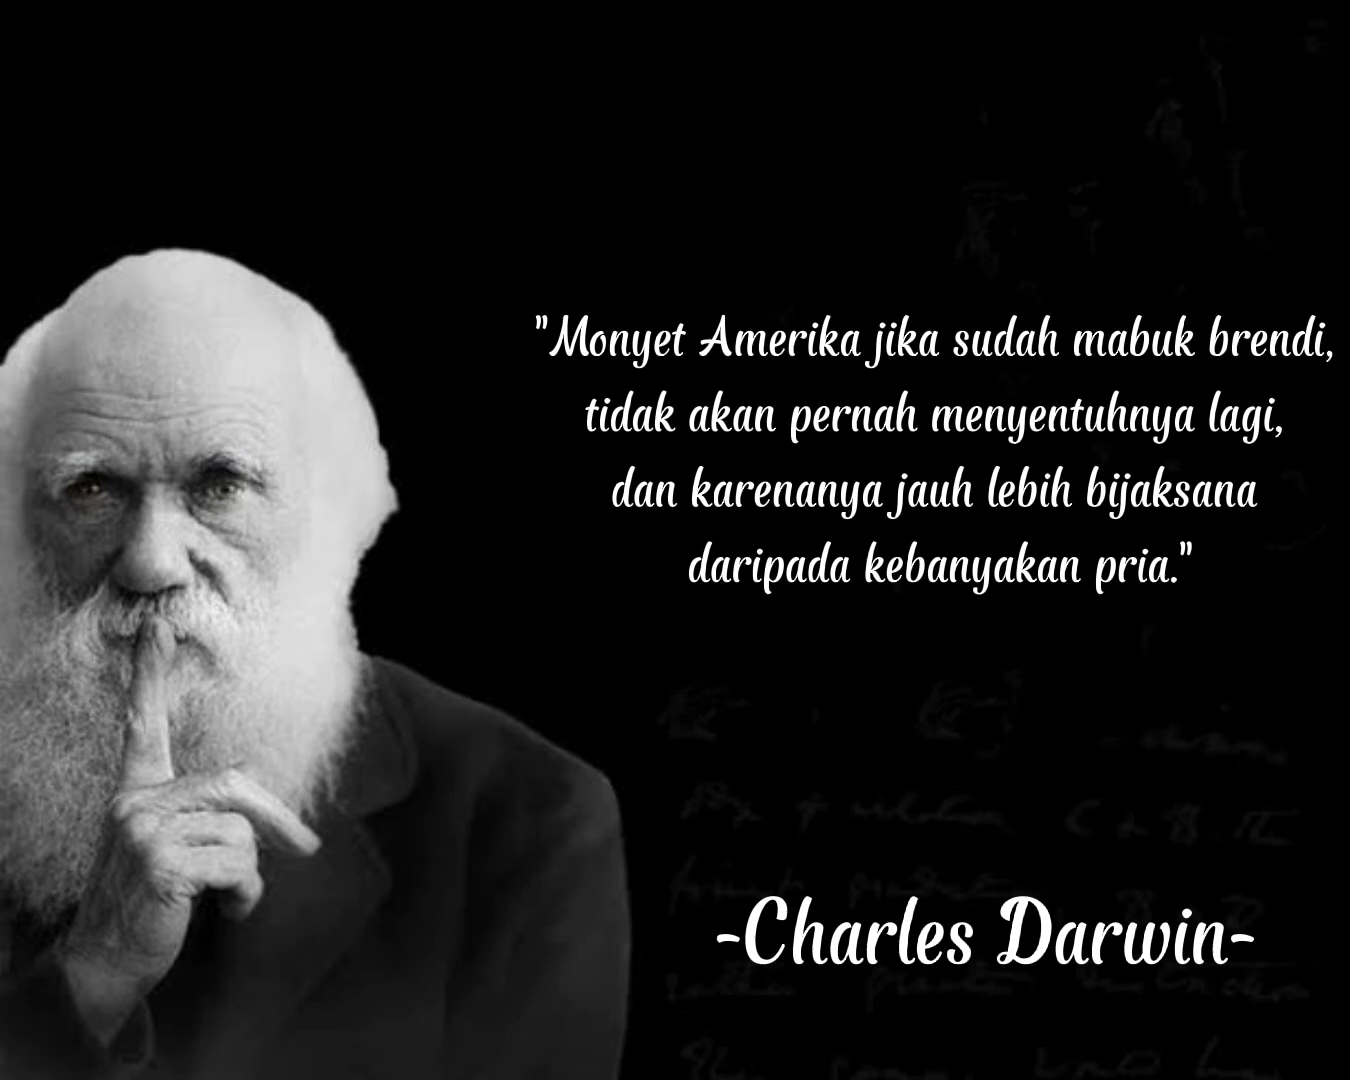 "Monyet Amerika jika sudah mabuk brendi,
tidak akan pernah menyentuhnya lagi,
dan karenanya jauh lebih bijaksana
daripada kebanyakan pria."
-Charles Darwin-